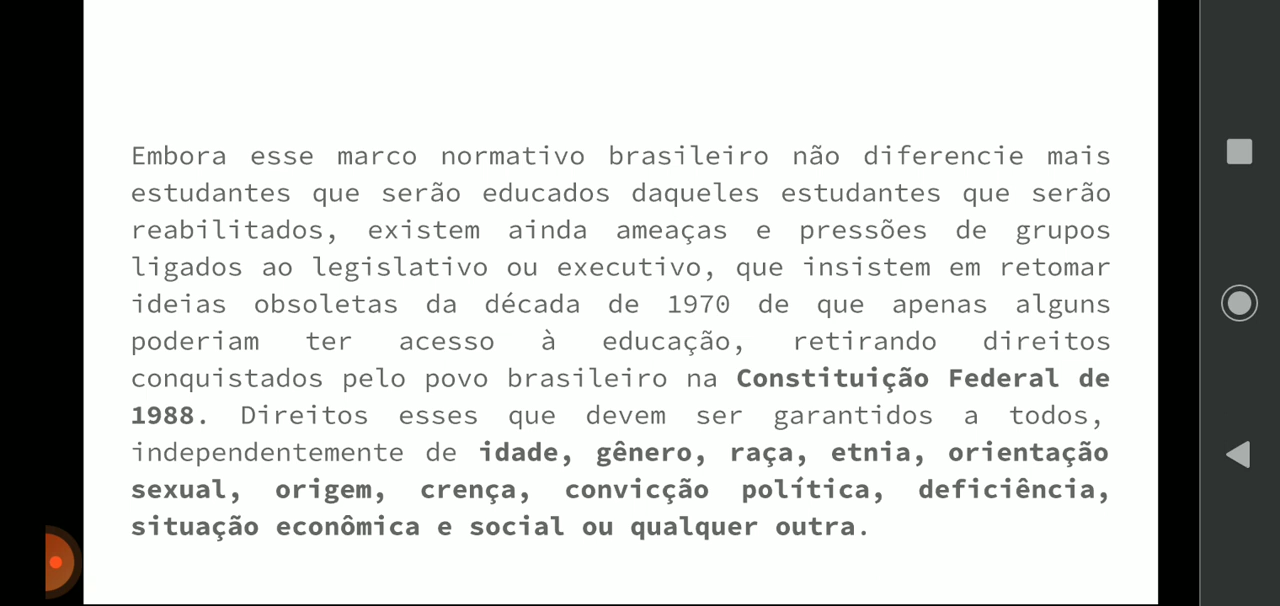 Embora esse marco normativo brasileiro não diferencie mais
estudantes que serão educados daqueles estudantes que serão
reabilitados, existem ainda ameaças e pressões de grupos
ligados ao legislativo ou executivo, que insistem em retomar
ideias obsoletas da década de 1970 de que apenas alguns
poderiam ter acesso à educação, retirando direitos
conquistados pelo povo brasileiro na Constituição Federal de
1988. Direitos esses que devem ser garantidos a todos,
independentemente de idade, gênero, raça, etnia, orientação
sexual, origem, crença, convicção política, deficiência,
situação econômica e social ou qualquer outra.